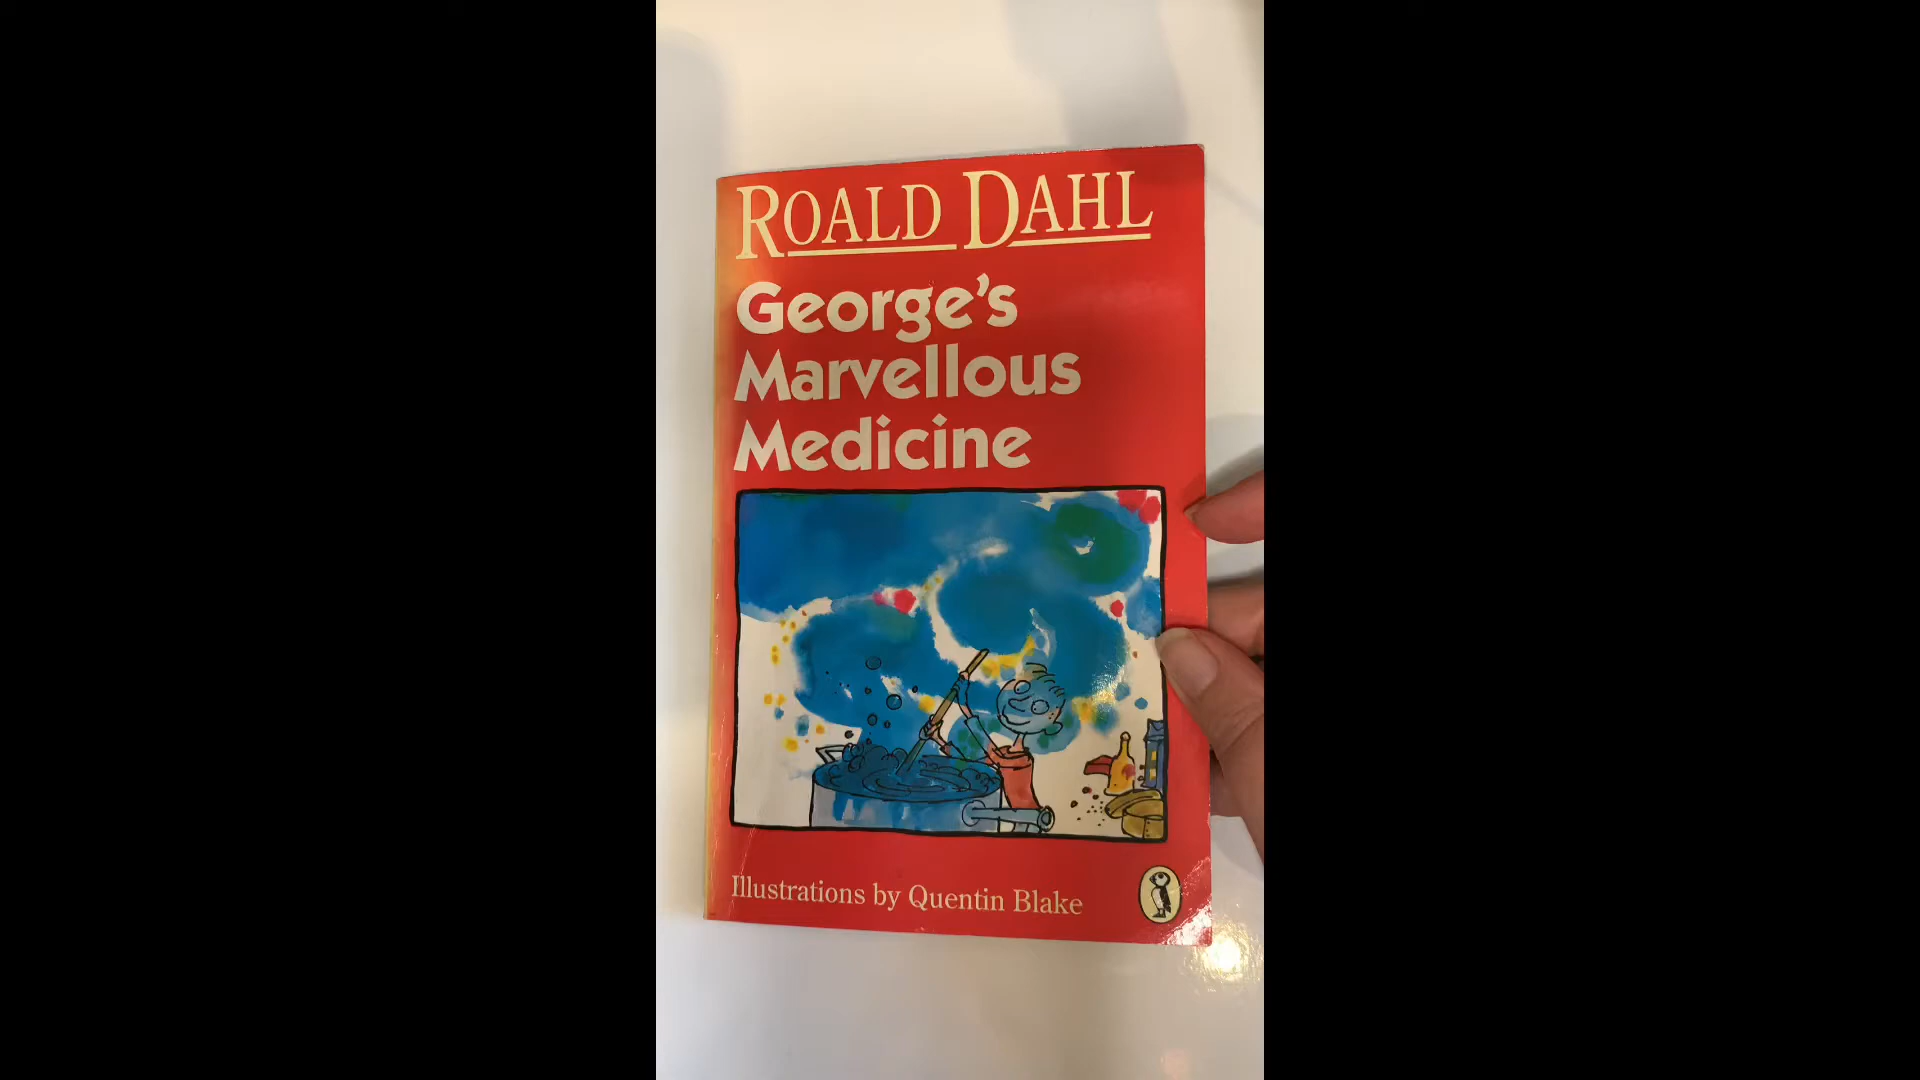 ROALD DAHL
George's
Marvellous
Medicine
Illustrations by Quentin Blake